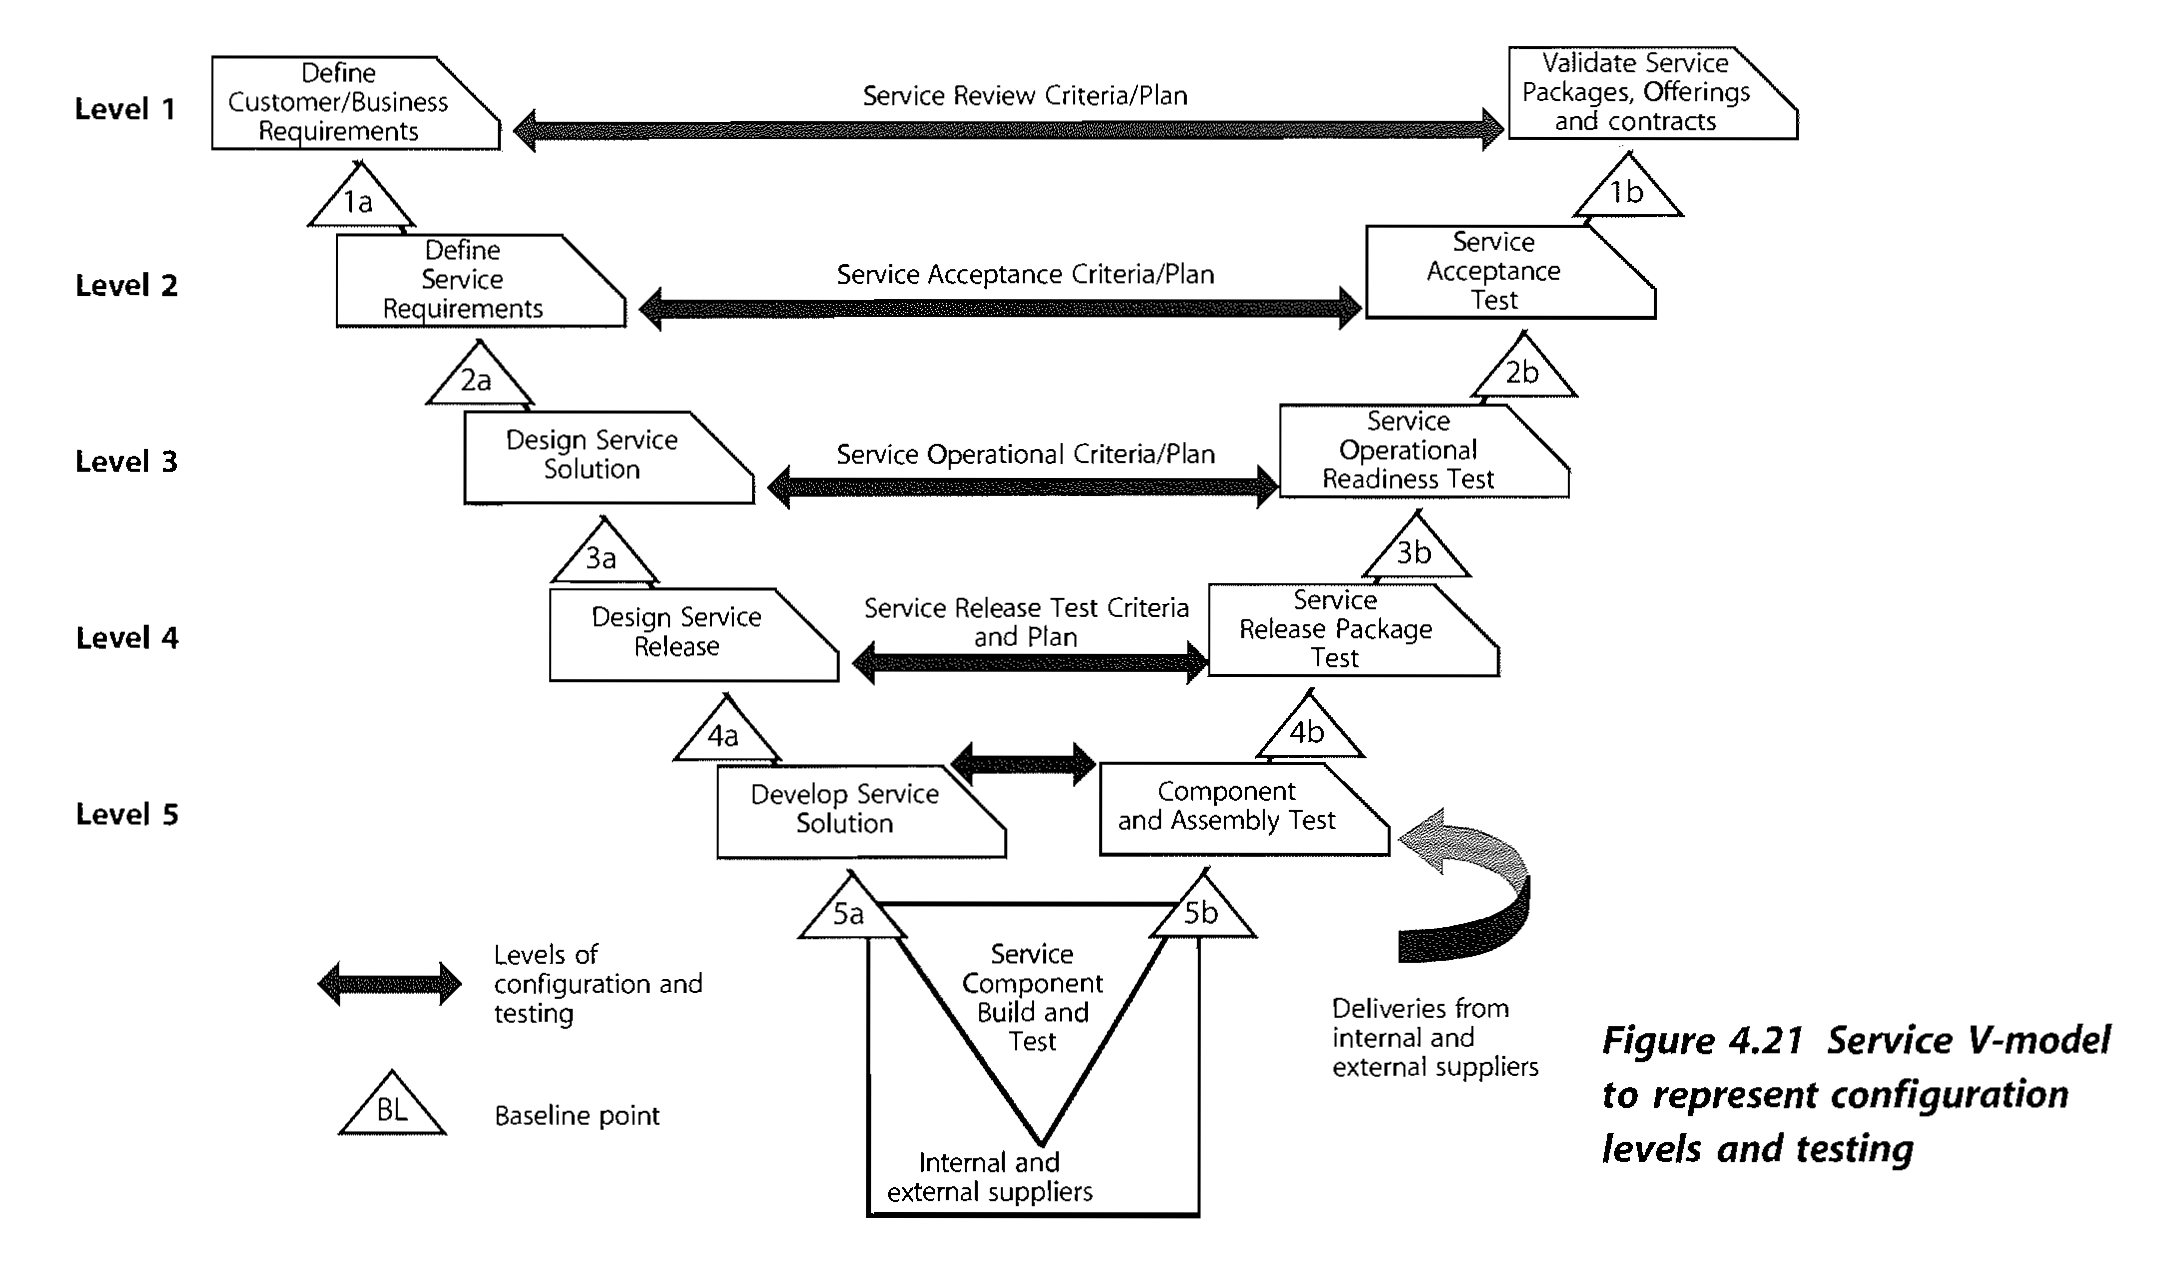 Level 1
Define
Customer/Business
Requirements
Service Review Criteria/Plan
Validate Service
Packages, Offerings
and contracts
1a
1b
Level 2
Define
Service
Requirements
Service Acceptance Criteria/Plan
Service
Acceptance
Test
2a
2b
Level 3
Design Service
Solution
Service Operational Criteria/Plan
Service
Operational
Readiness Test
3a
3b
Level 4
Design Service
Release
Service Release Test Criteria
and Plan
Service
Release Package
Test
4a
4b
Level 5
Develop Service
Solution
Component
and Assembly Test
5a
5b
Service
Component
Build and
Test
Internal and
external suppliers
Deliveries from
internal and
external suppliers
Levels of
configuration and
testing
BL
Baseline point
Figure 4.21 Service V-model
to represent configuration
levels and testing